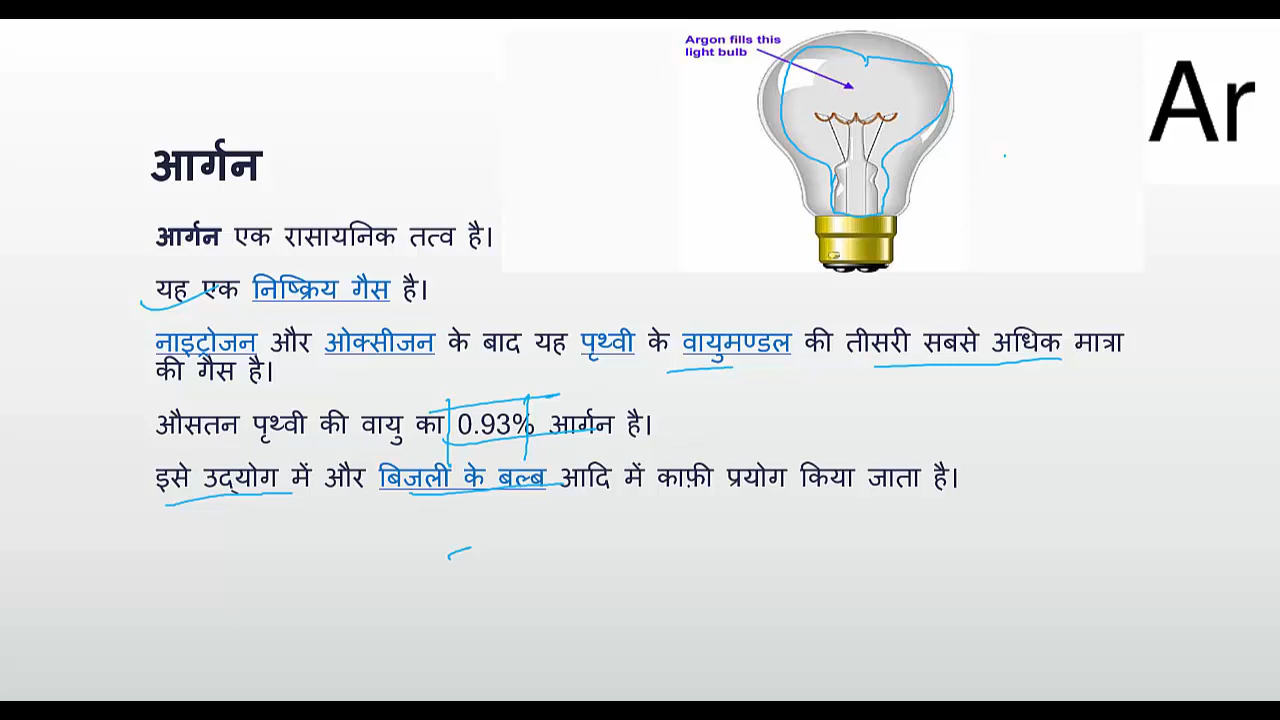 Argon fills this
light bulb
Ar
आर्गन
आर्गन एक रासायनिक तत्व है।
यह एक निष्क्रिय गैस है।
नाइट्रोजन और ओक्सीजन के बाद यह पृथ्वी के वायुमण्डल की तीसरी सबसे अधिक मात्रा
की गैस है।
औसतन पृथ्वी की वायु का 0.93% आर्गन है।
इसे उद्योग में और बिजली के बल्ब आदि में काफ़ी प्रयोग किया जाता है।